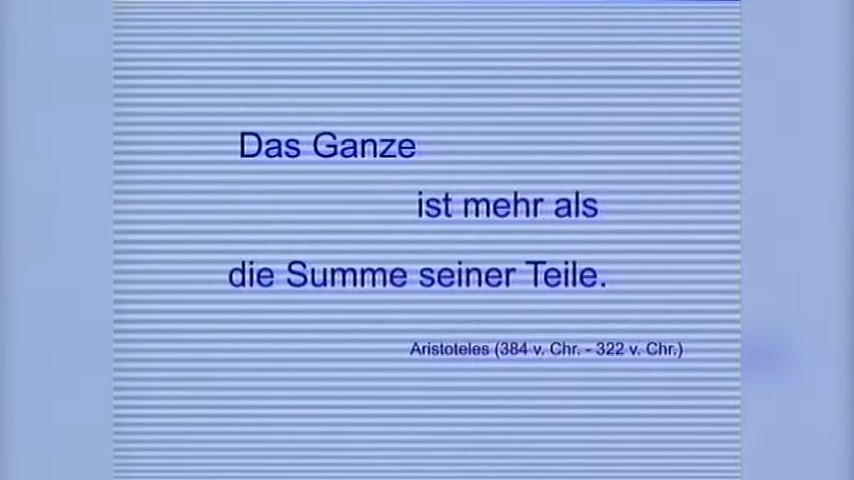 Das Ganze
ist mehr als
die Summe seiner Teile.
Aristoteles (384 v. Chr. - 322 v. Chr.)